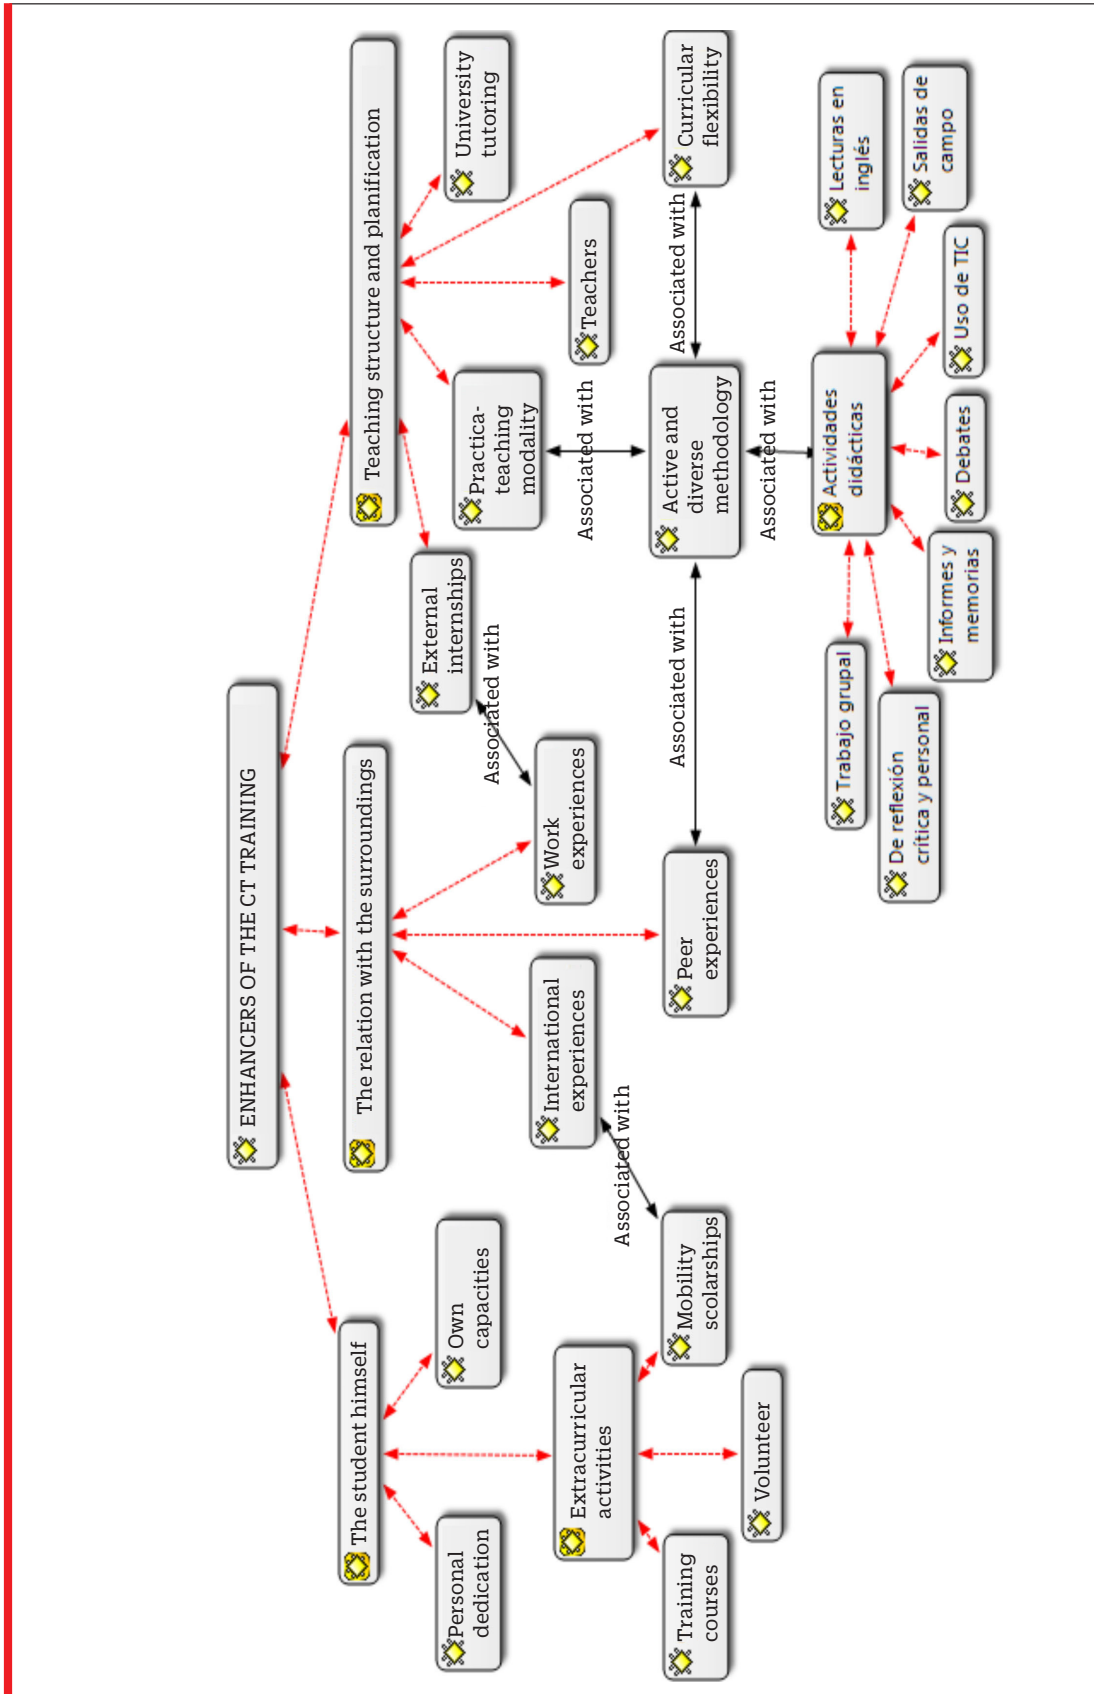 ENHANCERS OF THE CT TRAINING
The student himself
The relation with the surroundings
Teaching structure and planification
Personal
dedication
Own
capacities
Extracurricular
activities
Training
courses
Volunteer
Mobility
scolarships
Associated with
International
experiences
Peer
experiences
Work
experiences
Associated with
External
internships
Practica-
teaching
modality
Teachers
University
tutoring
Curricular
flexibility
Associated with
Associated with
Associated with
Active and
diverse
methodology
Associated with
Actividades
didácticas
Trabajo grupal
De reflexión
crítica y personal
Informes y
memorias
Debates
Uso de TIC
Salidas de
campo
Lecturas en
inglés